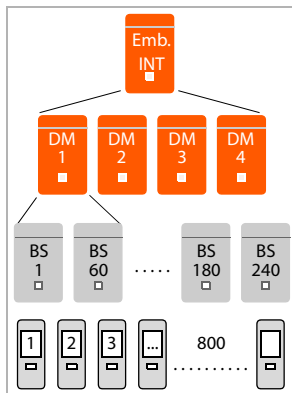 Emb.
INT
DM DM DM DM
1 2 3 4
BS BS BS BS
1 60 ..... 180 240
1 2 3 ... 800
..........